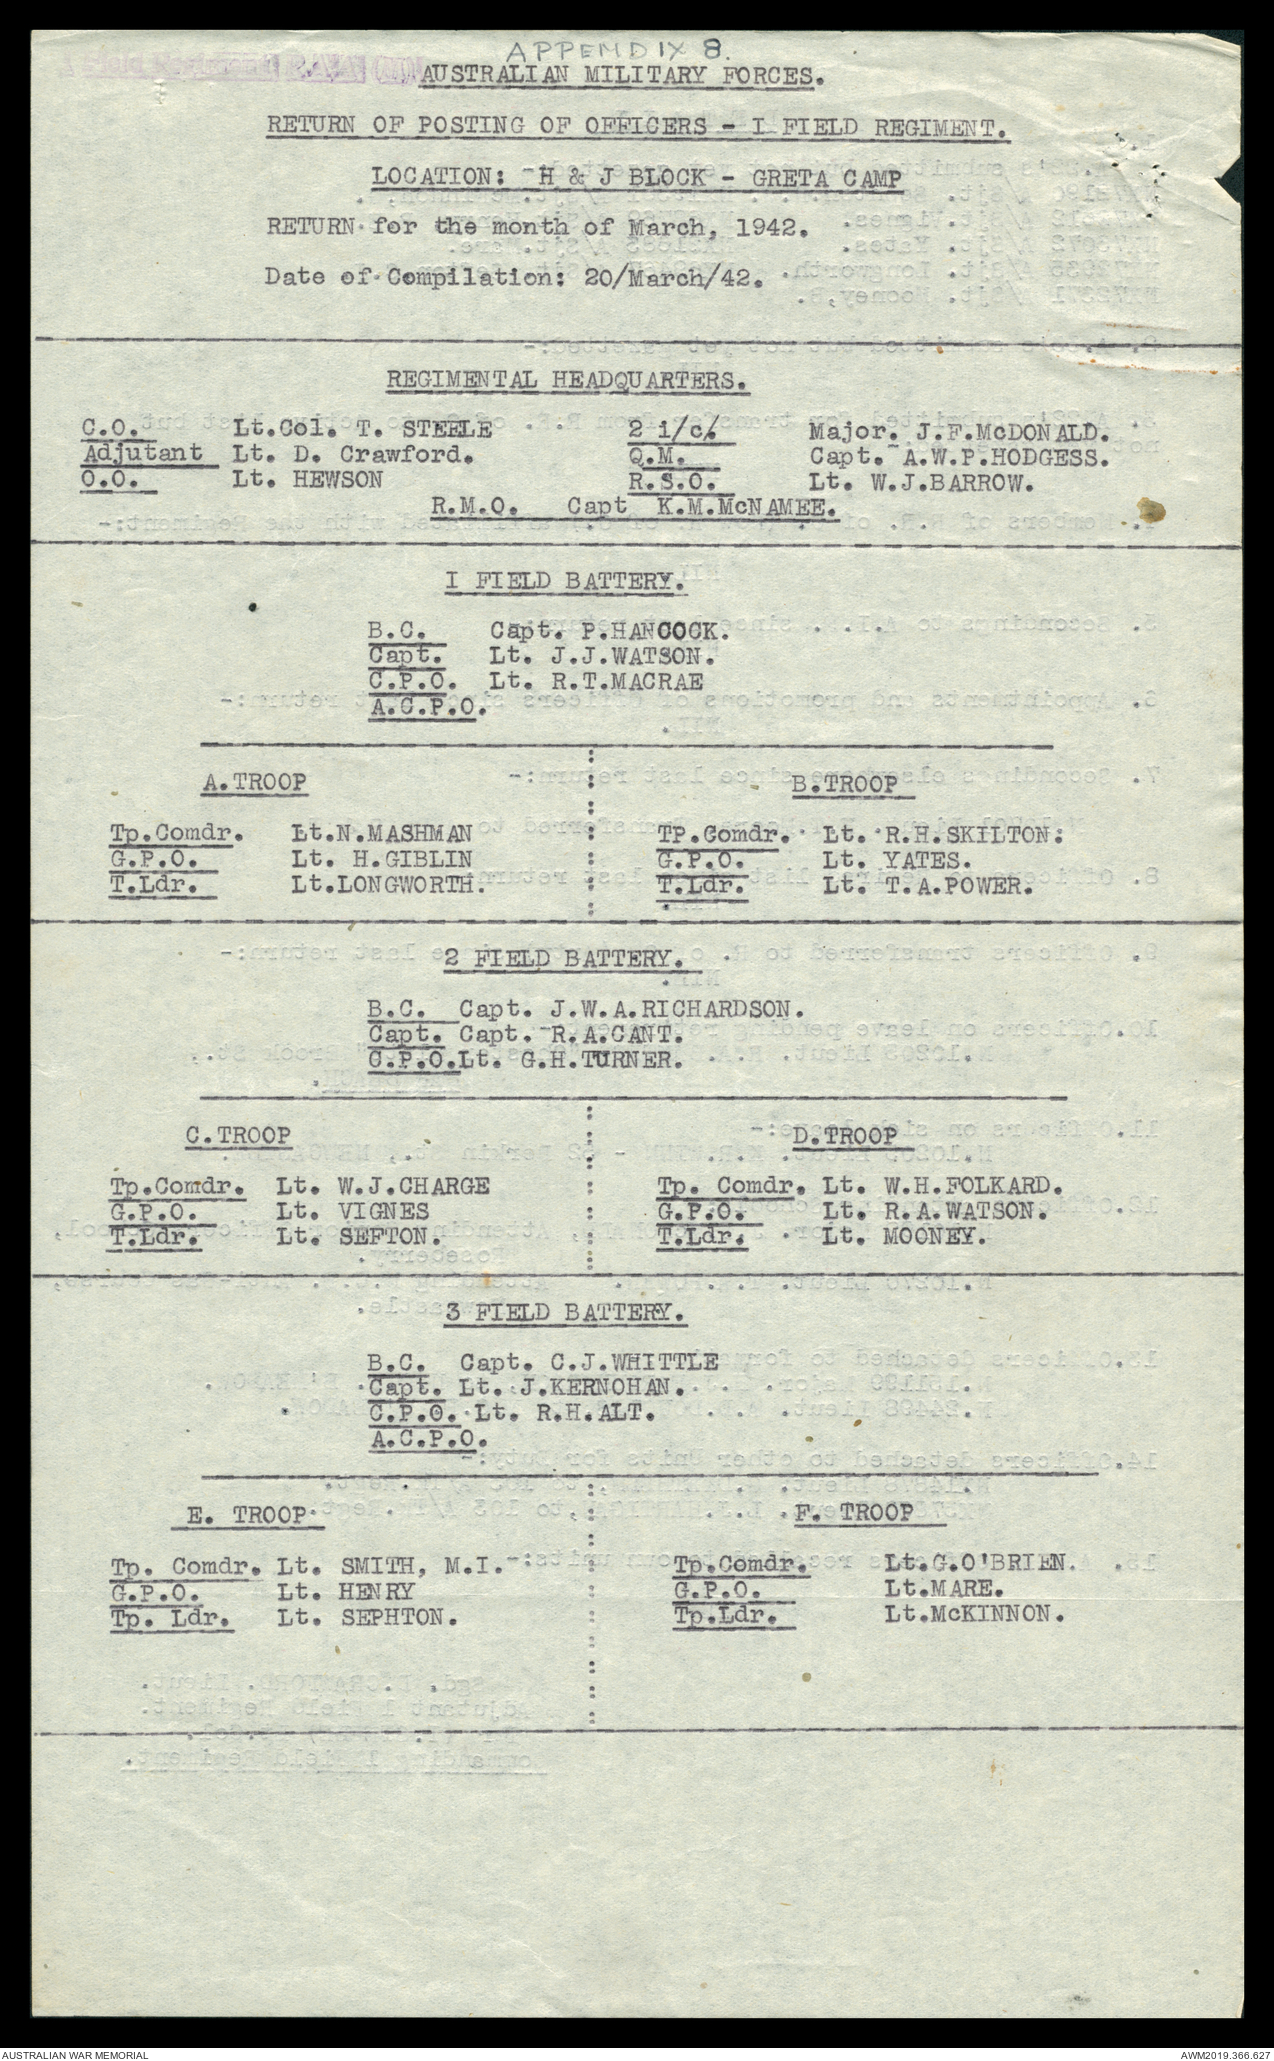 APPENDIX 8.
AUSTRALIAN MILITARY FORCES.
RETURN OF POSTING OF OFFICERS - I FIELD REGIMENT.
LOCATION: H & J BLOCK - GRETA CAMP
RETURN for the month of March, 1942.
Date of Compilation: 20/March/42.
REGIMENTAL HEADQUARTERS.
C.O. Lt.Col. T. STEELE 2 i/c. Major. J.F.McDONALD.
Adjutant Lt. D. Crawford. Q.M. Capt. A.W.P.HODGESS.
O.O. Lt. HEWSON R.S.O. Lt. W.J.BARROW.
R.M.O. Capt K.M.McNAMEE.
I FIELD BATTERY.
B.C. Capt. P.HANCOCK.
Capt. Lt. J.J.WATSON.
C.P.O. Lt. R.T.MACRAE
A.C.P.O.
A.TROOP B.TROOP
Tp.Comdr. Lt.N.MASHMAN TP.Comdr. Lt. R.H.SKILTON:
G.P.O. Lt. H.GIBLIN G.P.O. Lt. YATES.
T.Ldr. Lt.LONGWORTH. T.Ldr. Lt. T.A.POWER.
2 FIELD BATTERY.
B.C. Capt. J.W.A.RICHARDSON.
Capt. Capt. R.A.CANT.
C.P.O.Lt. G.H.TURNER.
C.TROOP D.TROOP
Tp.Comdr. Lt. W.J.CHARGE Tp. Comdr. Lt. W.H.FOLKARD.
G.P.O. Lt. VIGNES G.P.O. Lt. R.A.WATSON.
T.Ldr. Lt. SEFTON. T.Ldr. Lt. MOONEY.
3 FIELD BATTERY.
B.C. Capt. C.J.WHITTLE
Capt. Lt. J.KERNOHAN.
C.P.O. Lt. R.H.ALT.
A.C.P.O.
E. TROOP F. TROOP
Tp. Comdr. Lt. SMITH, M.I. Tp.Comdr. Lt.G.O'BRIEN.
G.P.O. Lt. HENRY G.P.O. Lt.MARE.
Tp. Ldr. Lt. SEPHTON. Tp.Ldr. Lt.McKINNON.
AUSTRALIAN WAR MEMORIAL AWM2019.366.627